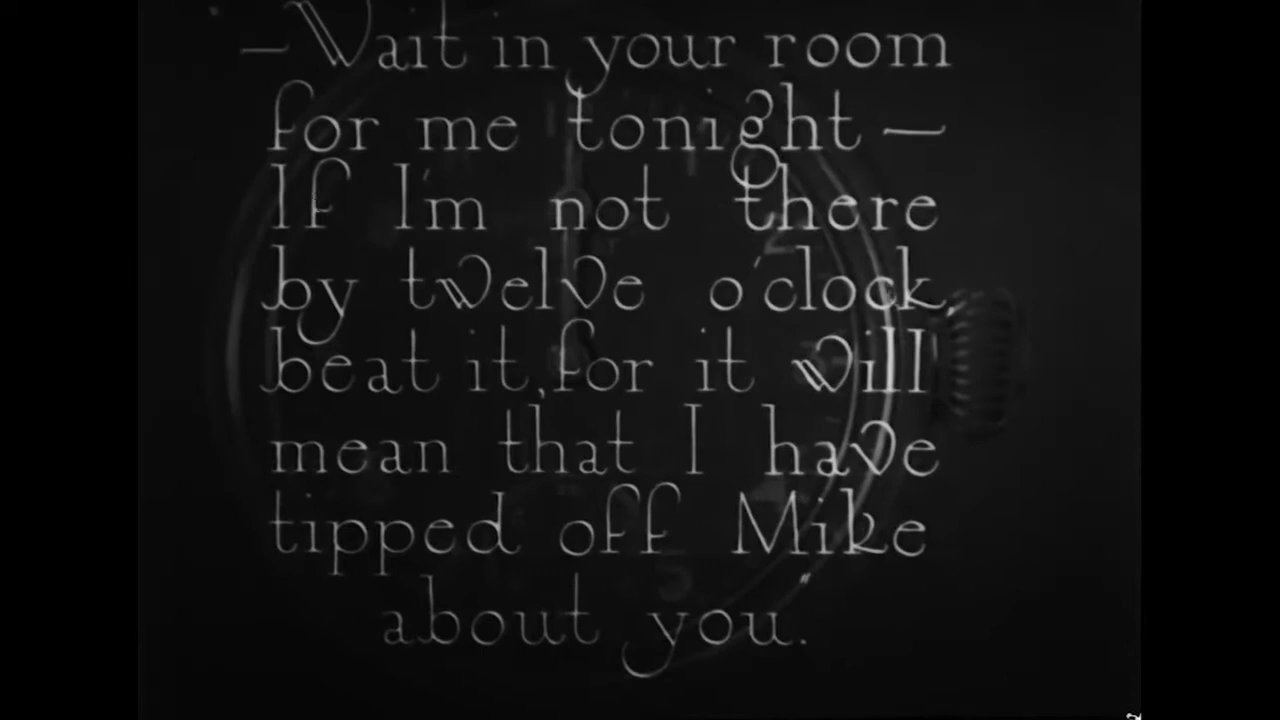 —Wait in your room
for me tonight—
If I'm not there
by twelve o'clock,
beat it, for it will
mean that I have
tipped off Mike
about you."